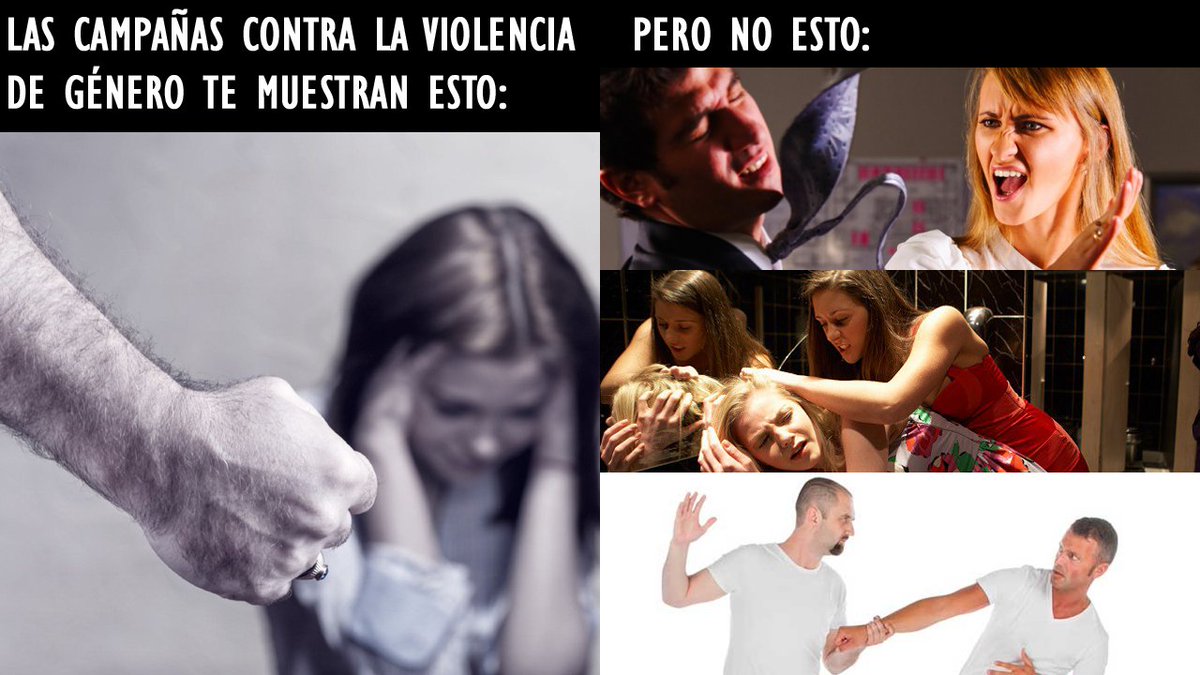 LAS CAMPAÑAS CONTRA LA VIOLENCIA
DE GÉNERO TE MUESTRAN ESTO:
PERO NO ESTO: